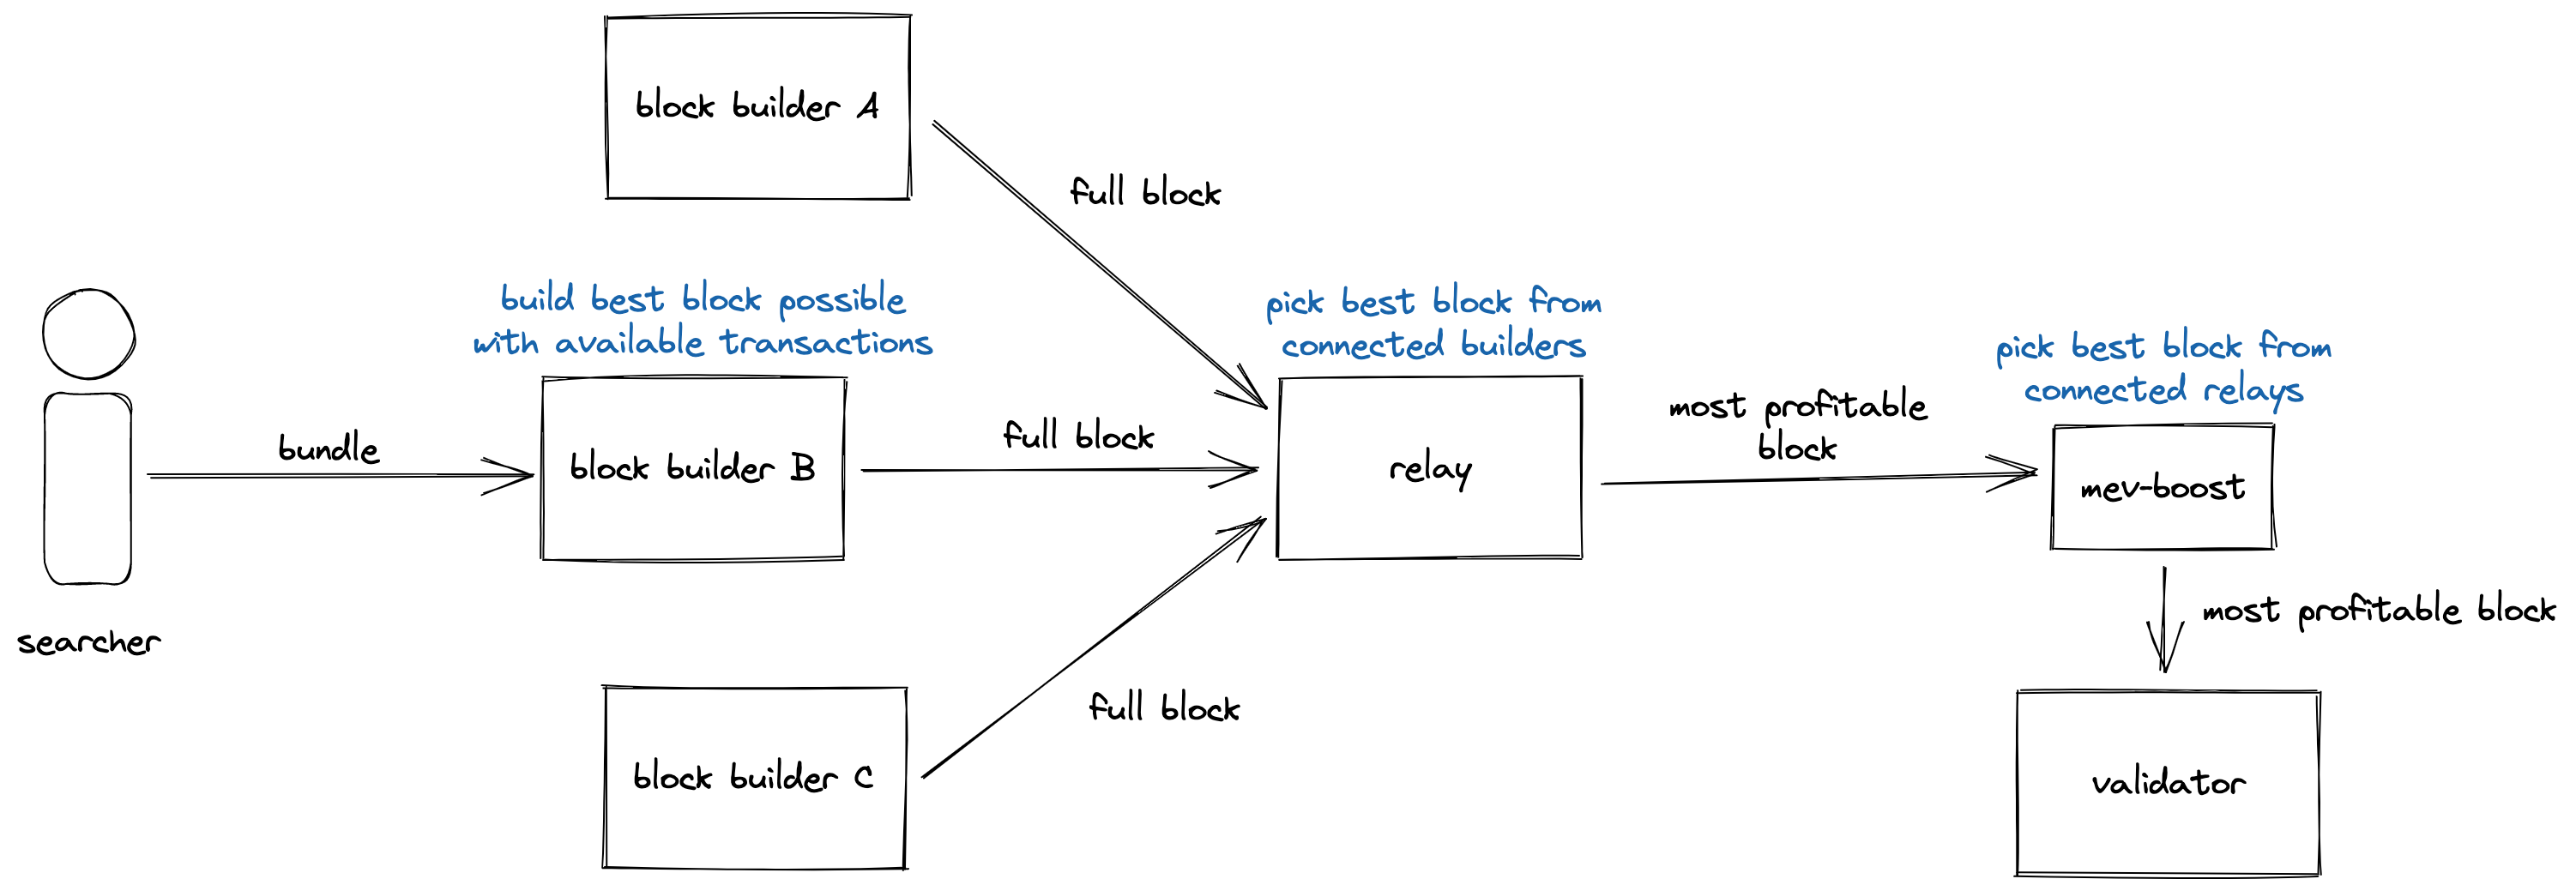 block builder A
full block
build best block possible
with available transactions
pick best block from
connected builders
pick best block from
connected relays
bundle
block builder B
full block
relay
most profitable
block
mev-boost
most profitable block
searcher
full block
block builder C
validator